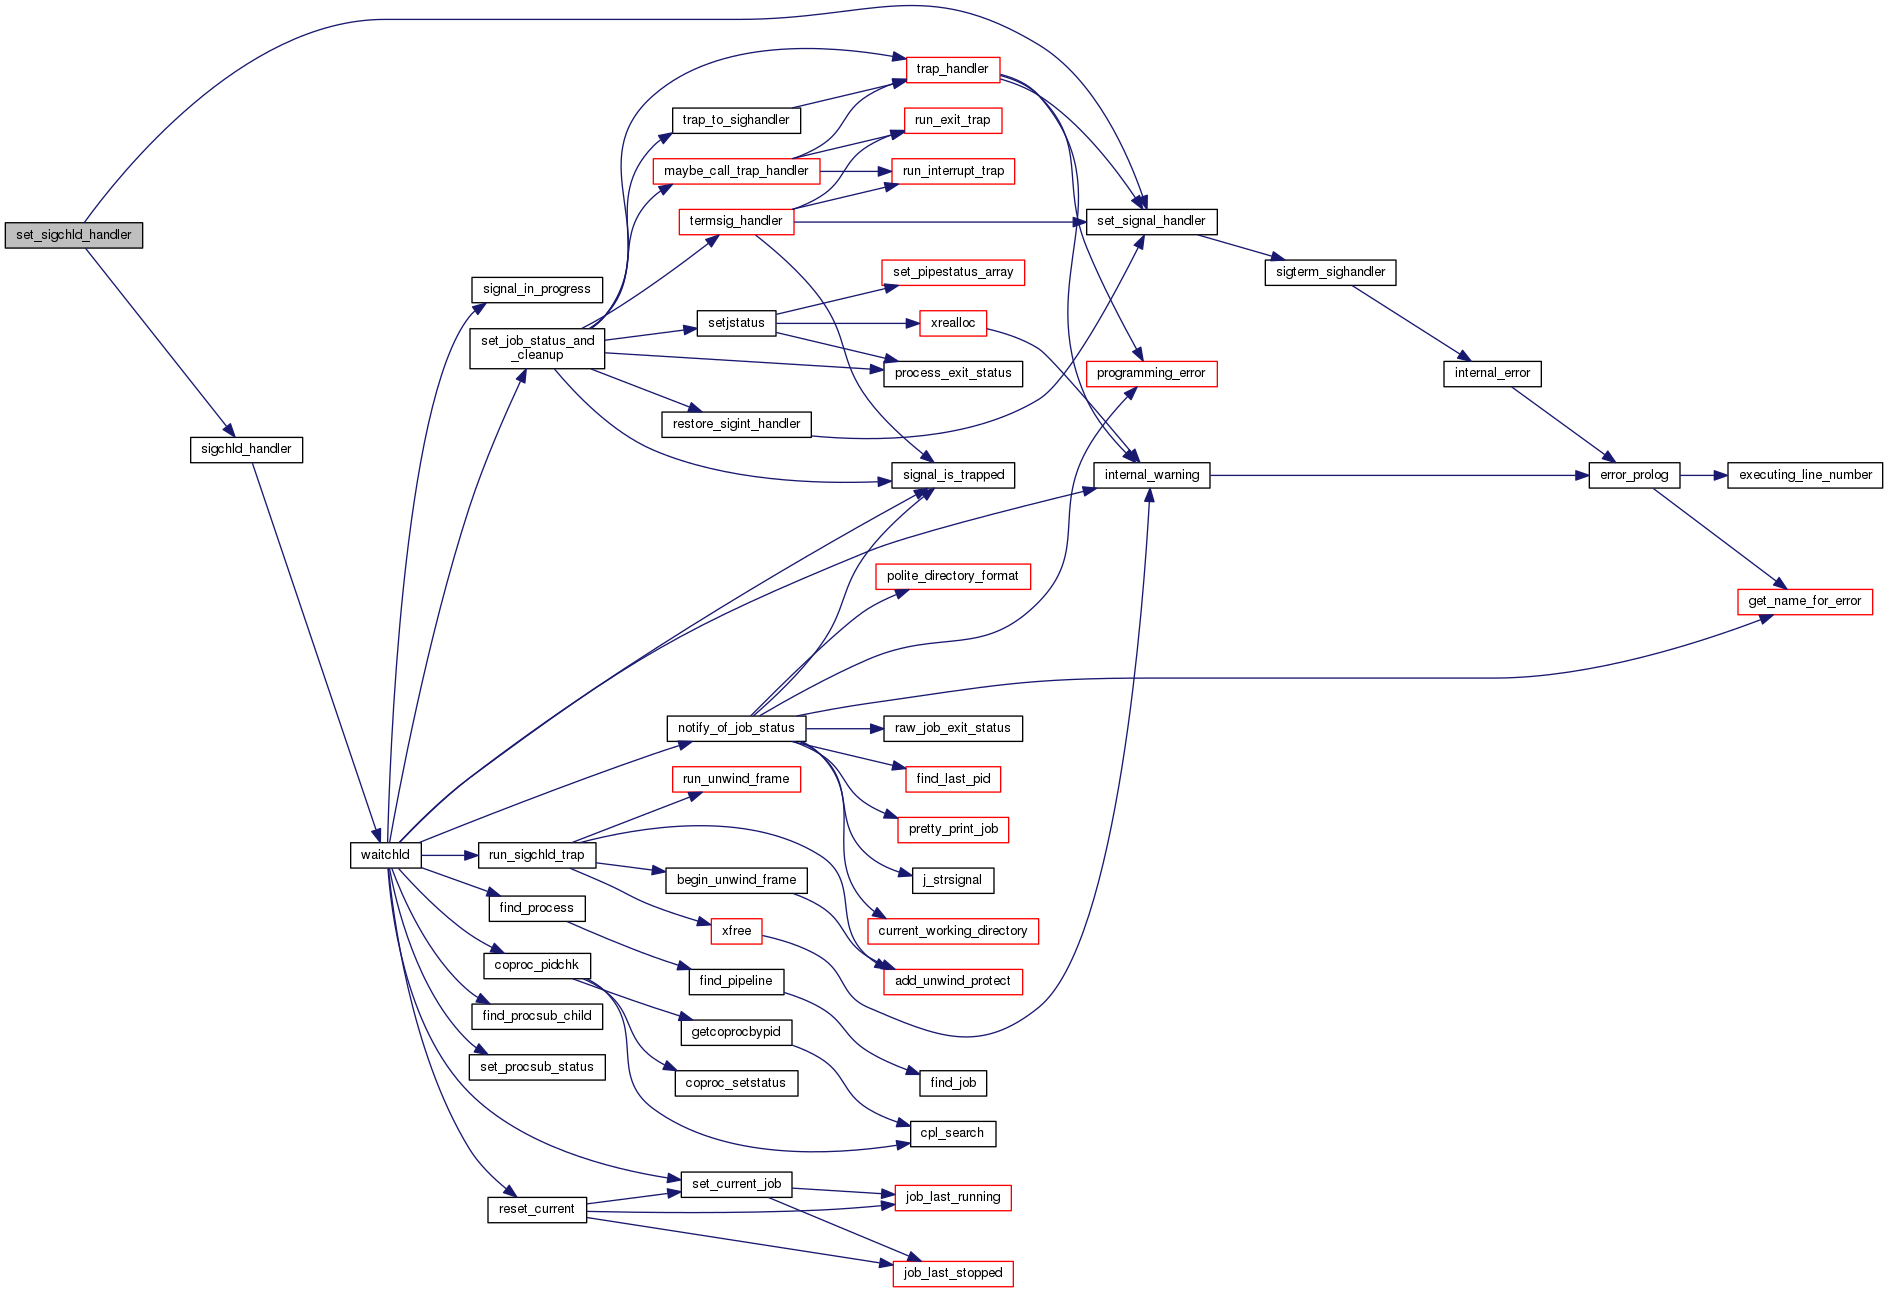 set_sigchld_handler
sigchld_handler
waitchld
signal_in_progress
set_job_status_and
_cleanup
run_sigchld_trap
find_process
coproc_pidchk
find_procsub_child
set_procsub_status
reset_current
trap_to_sighandler
maybe_call_trap_handler
termsig_handler
setjstatus
restore_sigint_handler
notify_of_job_status
run_unwind_frame
begin_unwind_frame
xfree
find_pipeline
getcoprocbypid
coproc_setstatus
set_current_job
trap_handler
run_exit_trap
run_interrupt_trap
set_pipestatus_array
xrealloc
process_exit_status
signal_is_trapped
polite_directory_format
raw_job_exit_status
find_last_pid
pretty_print_job
j_strsignal
current_working_directory
add_unwind_protect
find_job
cpl_search
job_last_running
job_last_stopped
set_signal_handler
programming_error
internal_warning
sigterm_sighandler
internal_error
error_prolog
executing_line_number
get_name_for_error